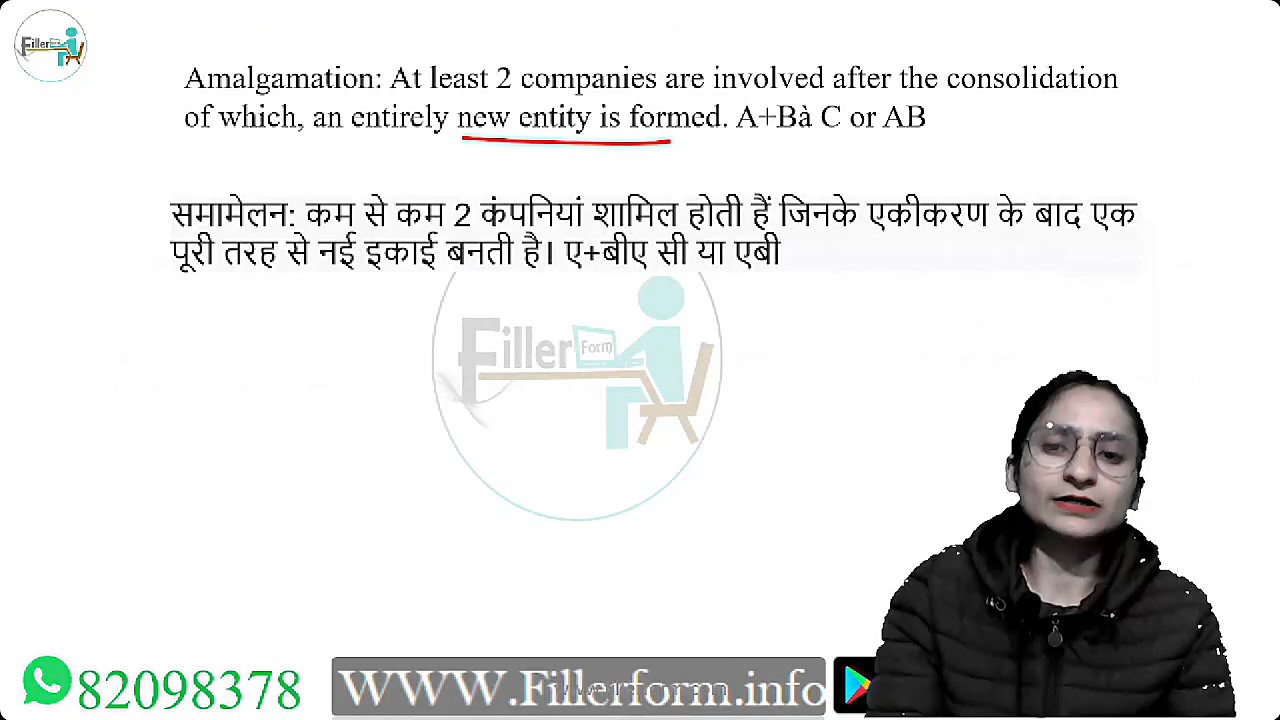 Filler
Amalgamation: At least 2 companies are involved after the consolidation
of which, an entirely new entity is formed. A+Bà C or AB
समामेलन: कम से कम 2 कंपनियां शामिल होती हैं जिनके एकीकरण के बाद एक
पूरी तरह से नई इकाई बनती है। ए+बीए सी या एबी
Filler Form
82098378
WWW.Fillerform.info